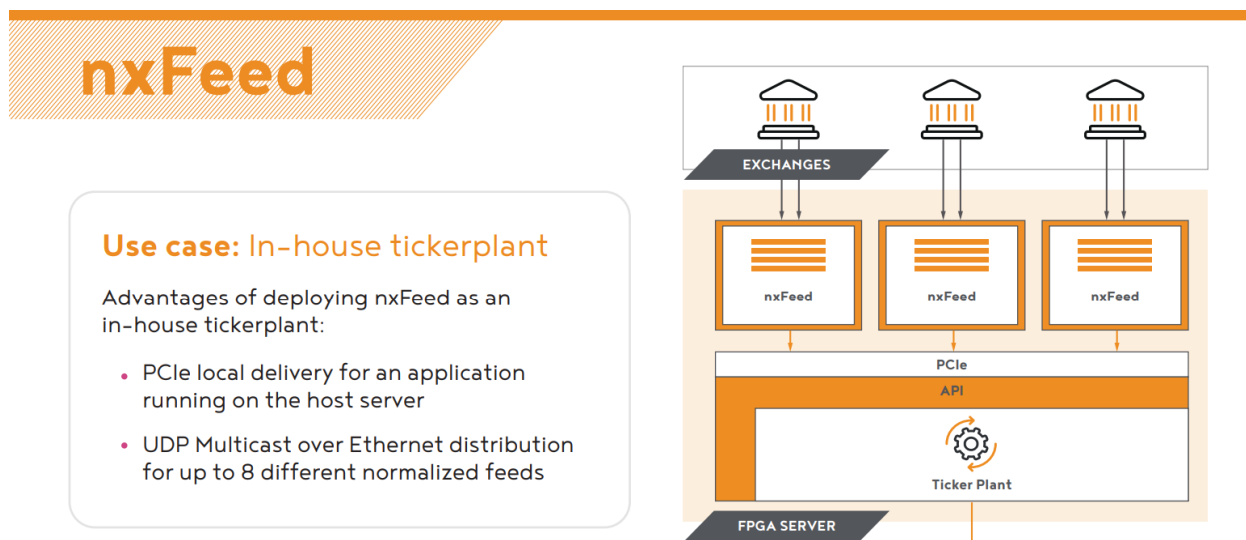 nxFeed
Use case: In-house tickerplant
Advantages of deploying nxFeed as an
in-house tickerplant:
• PCIe local delivery for an application
running on the host server
• UDP Multicast over Ethernet distribution
for up to 8 different normalized feeds
EXCHANGES
nxFeed
nxFeed
nxFeed
PCIe
API
Ticker Plant
FPGA SERVER